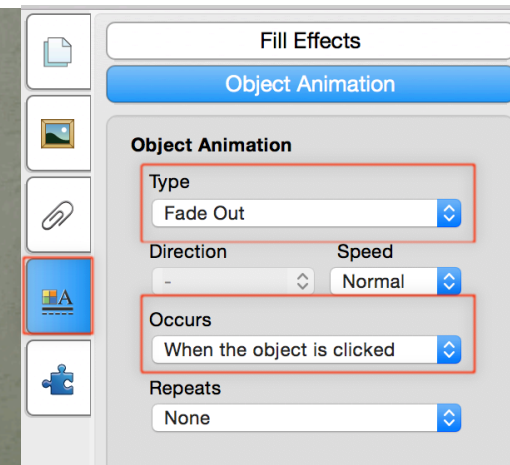 Fill Effects
Object Animation
Object Animation
Type
Fade Out
Direction Speed
- Normal
Occurs
When the object is clicked
Repeats
None
A